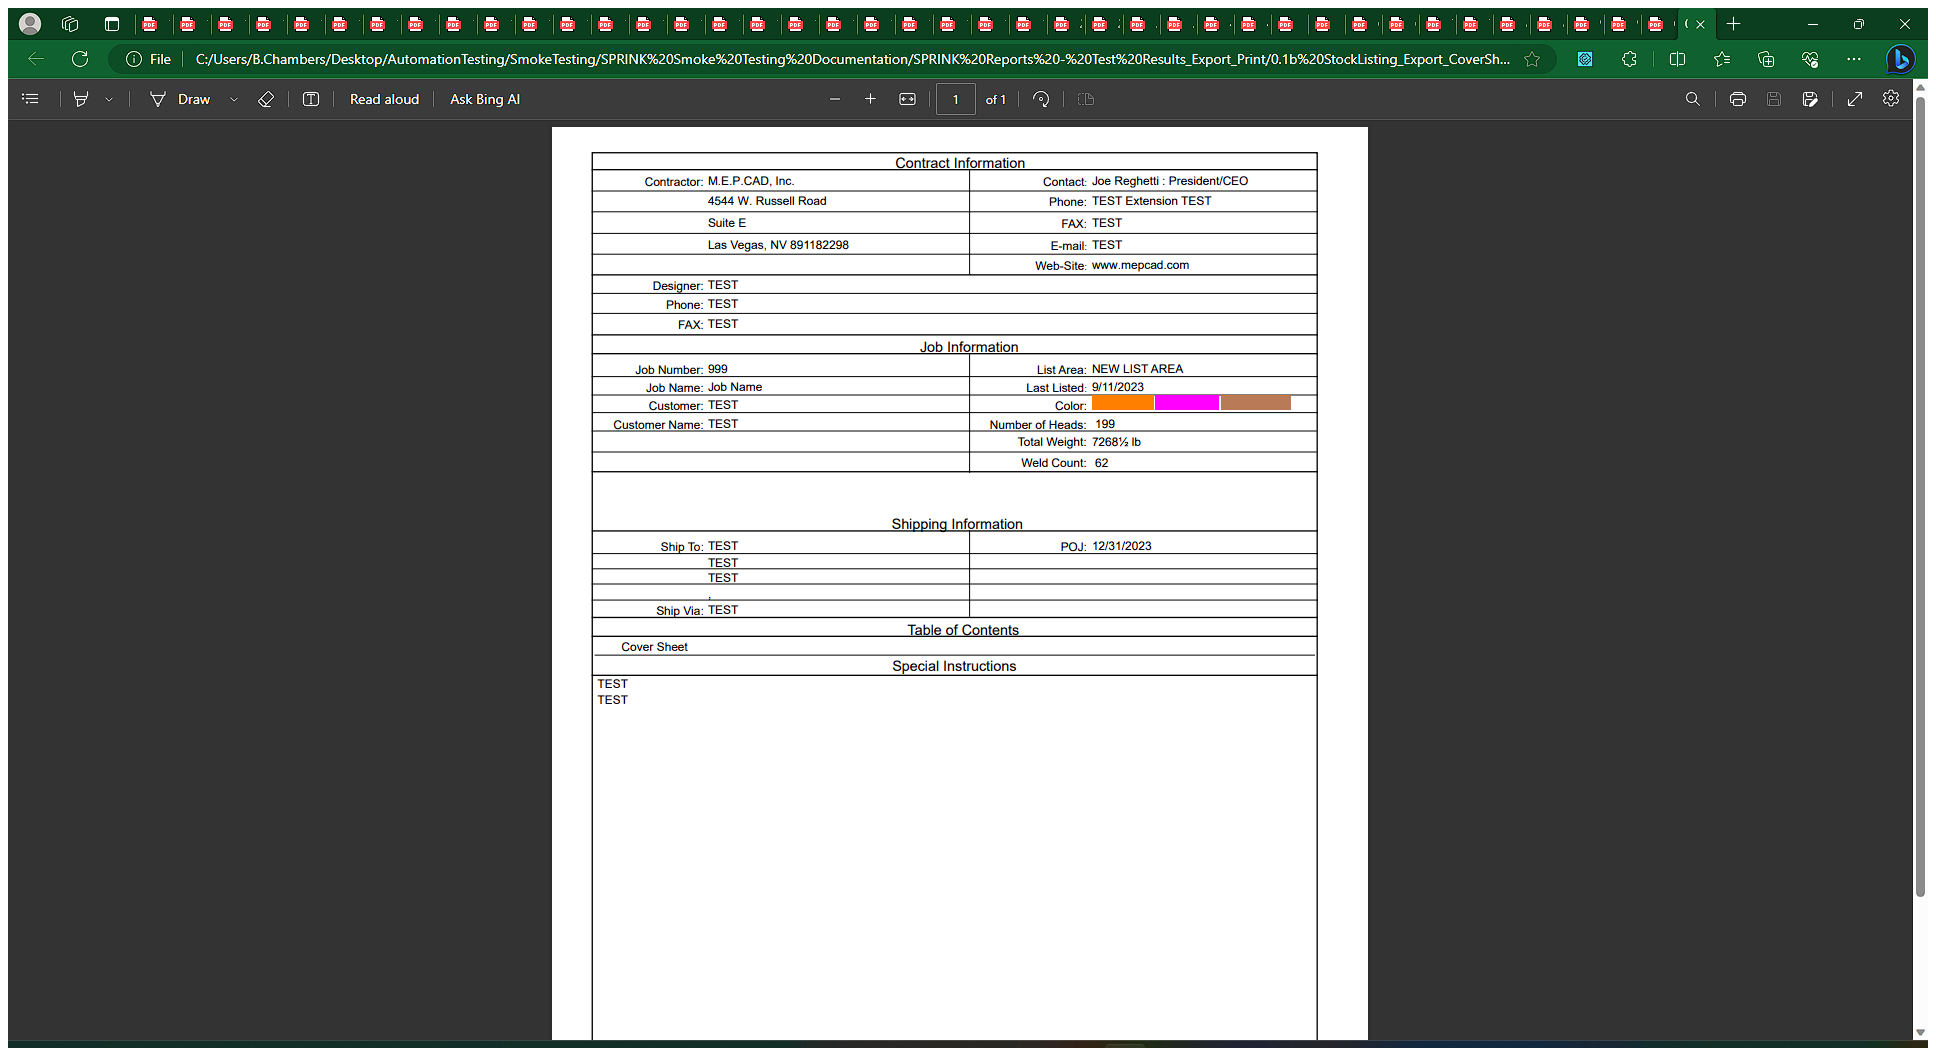 File
C:/Users/B.Chambers/Desktop/AutomationTesting/SmokeTesting/SPRINK%20Smoke%20Testing%20Documentation/SPRINK%20Reports%20-%20Test%20Results_Export_Print/0.1b%20StockListing_Export_CoverSh...
Draw
Read aloud
Ask Bing AI
1 of 1
Contract Information
Contractor: M.E.P.CAD, Inc. Contact: Joe Reghetti : President/CEO
4544 W. Russell Road Phone: TEST Extension TEST
Suite E FAX: TEST
Las Vegas, NV 891182298 E-mail: TEST
Web-Site: www.mepcad.com
Designer: TEST
Phone: TEST
FAX: TEST
Job Information
Job Number: 999 List Area: NEW LIST AREA
Job Name: Job Name Last Listed: 9/11/2023
Customer: TEST Color:
Customer Name: TEST Number of Heads: 199
Total Weight: 7268½ lb
Weld Count: 62
Shipping Information
Ship To: TEST POJ: 12/31/2023
TEST
TEST
,
Ship Via: TEST
Table of Contents
Cover Sheet
Special Instructions
TEST
TEST